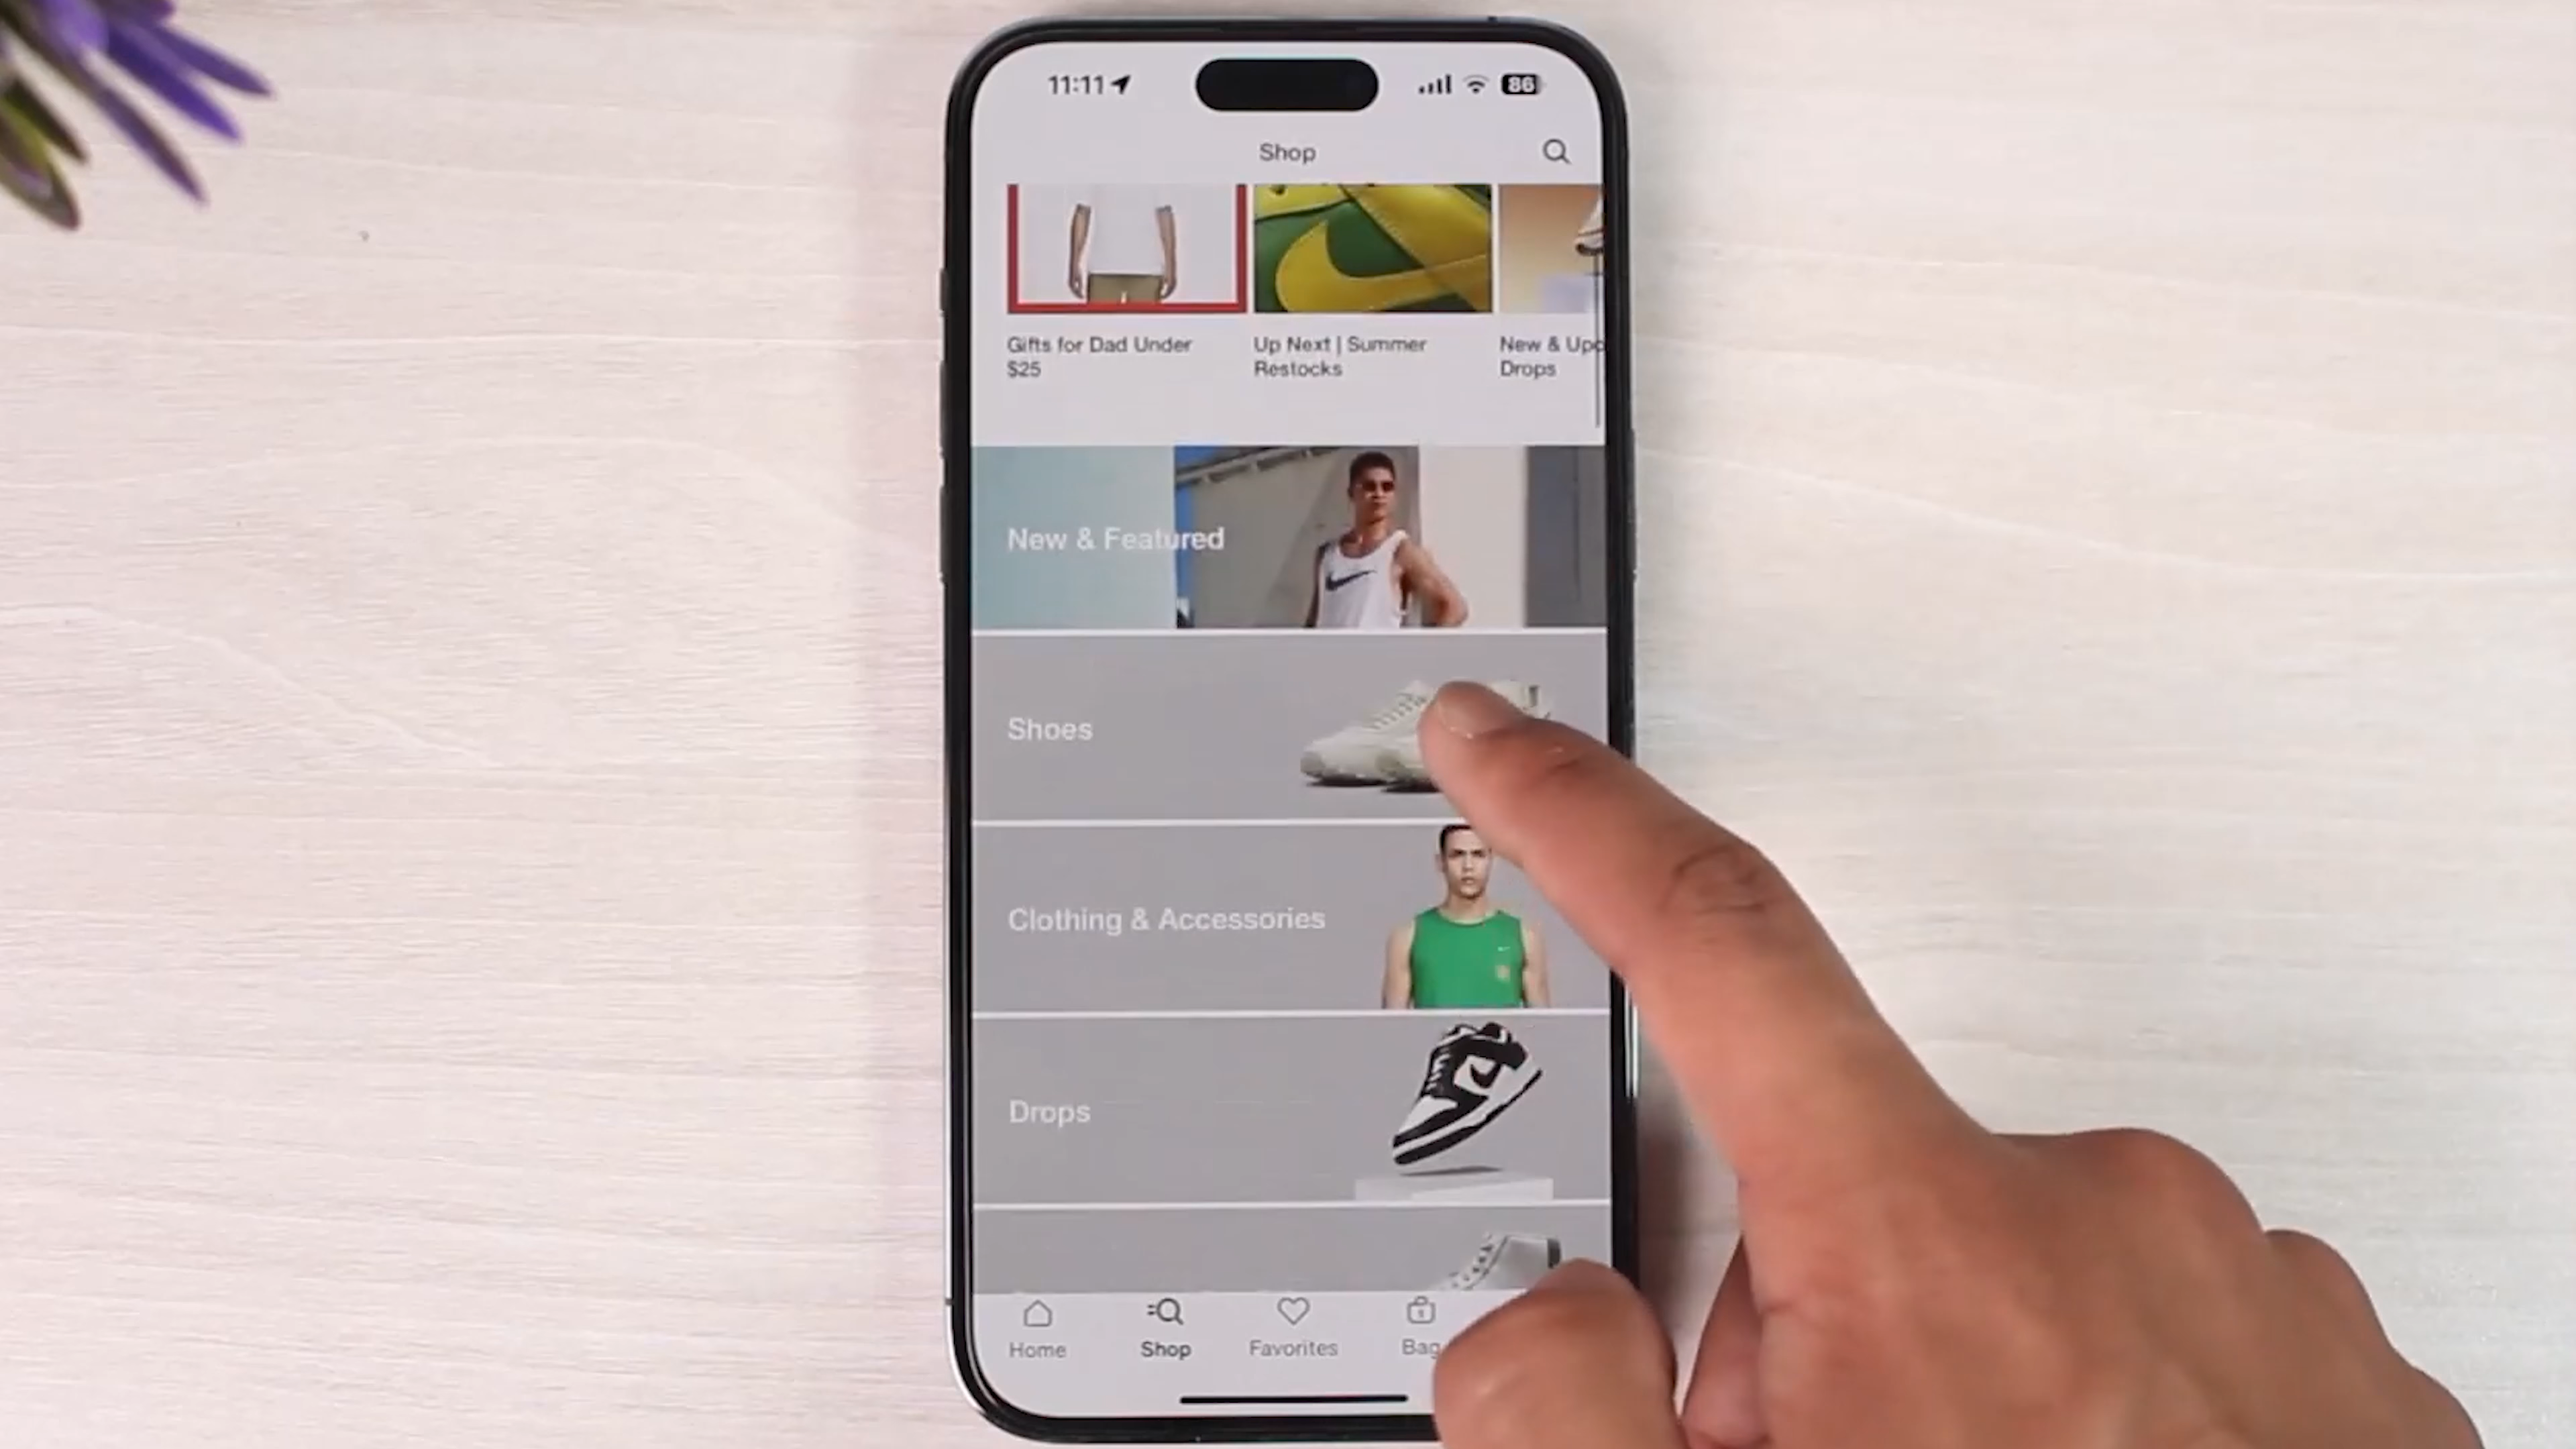 11:11
86
Shop
Gifts for Dad Under
$25
Up Next | Summer
Restocks
New & Upc
Drops
New & Featured
Shoes
Clothing & Accessories
Drops
Home
Shop
Favorites
Bag